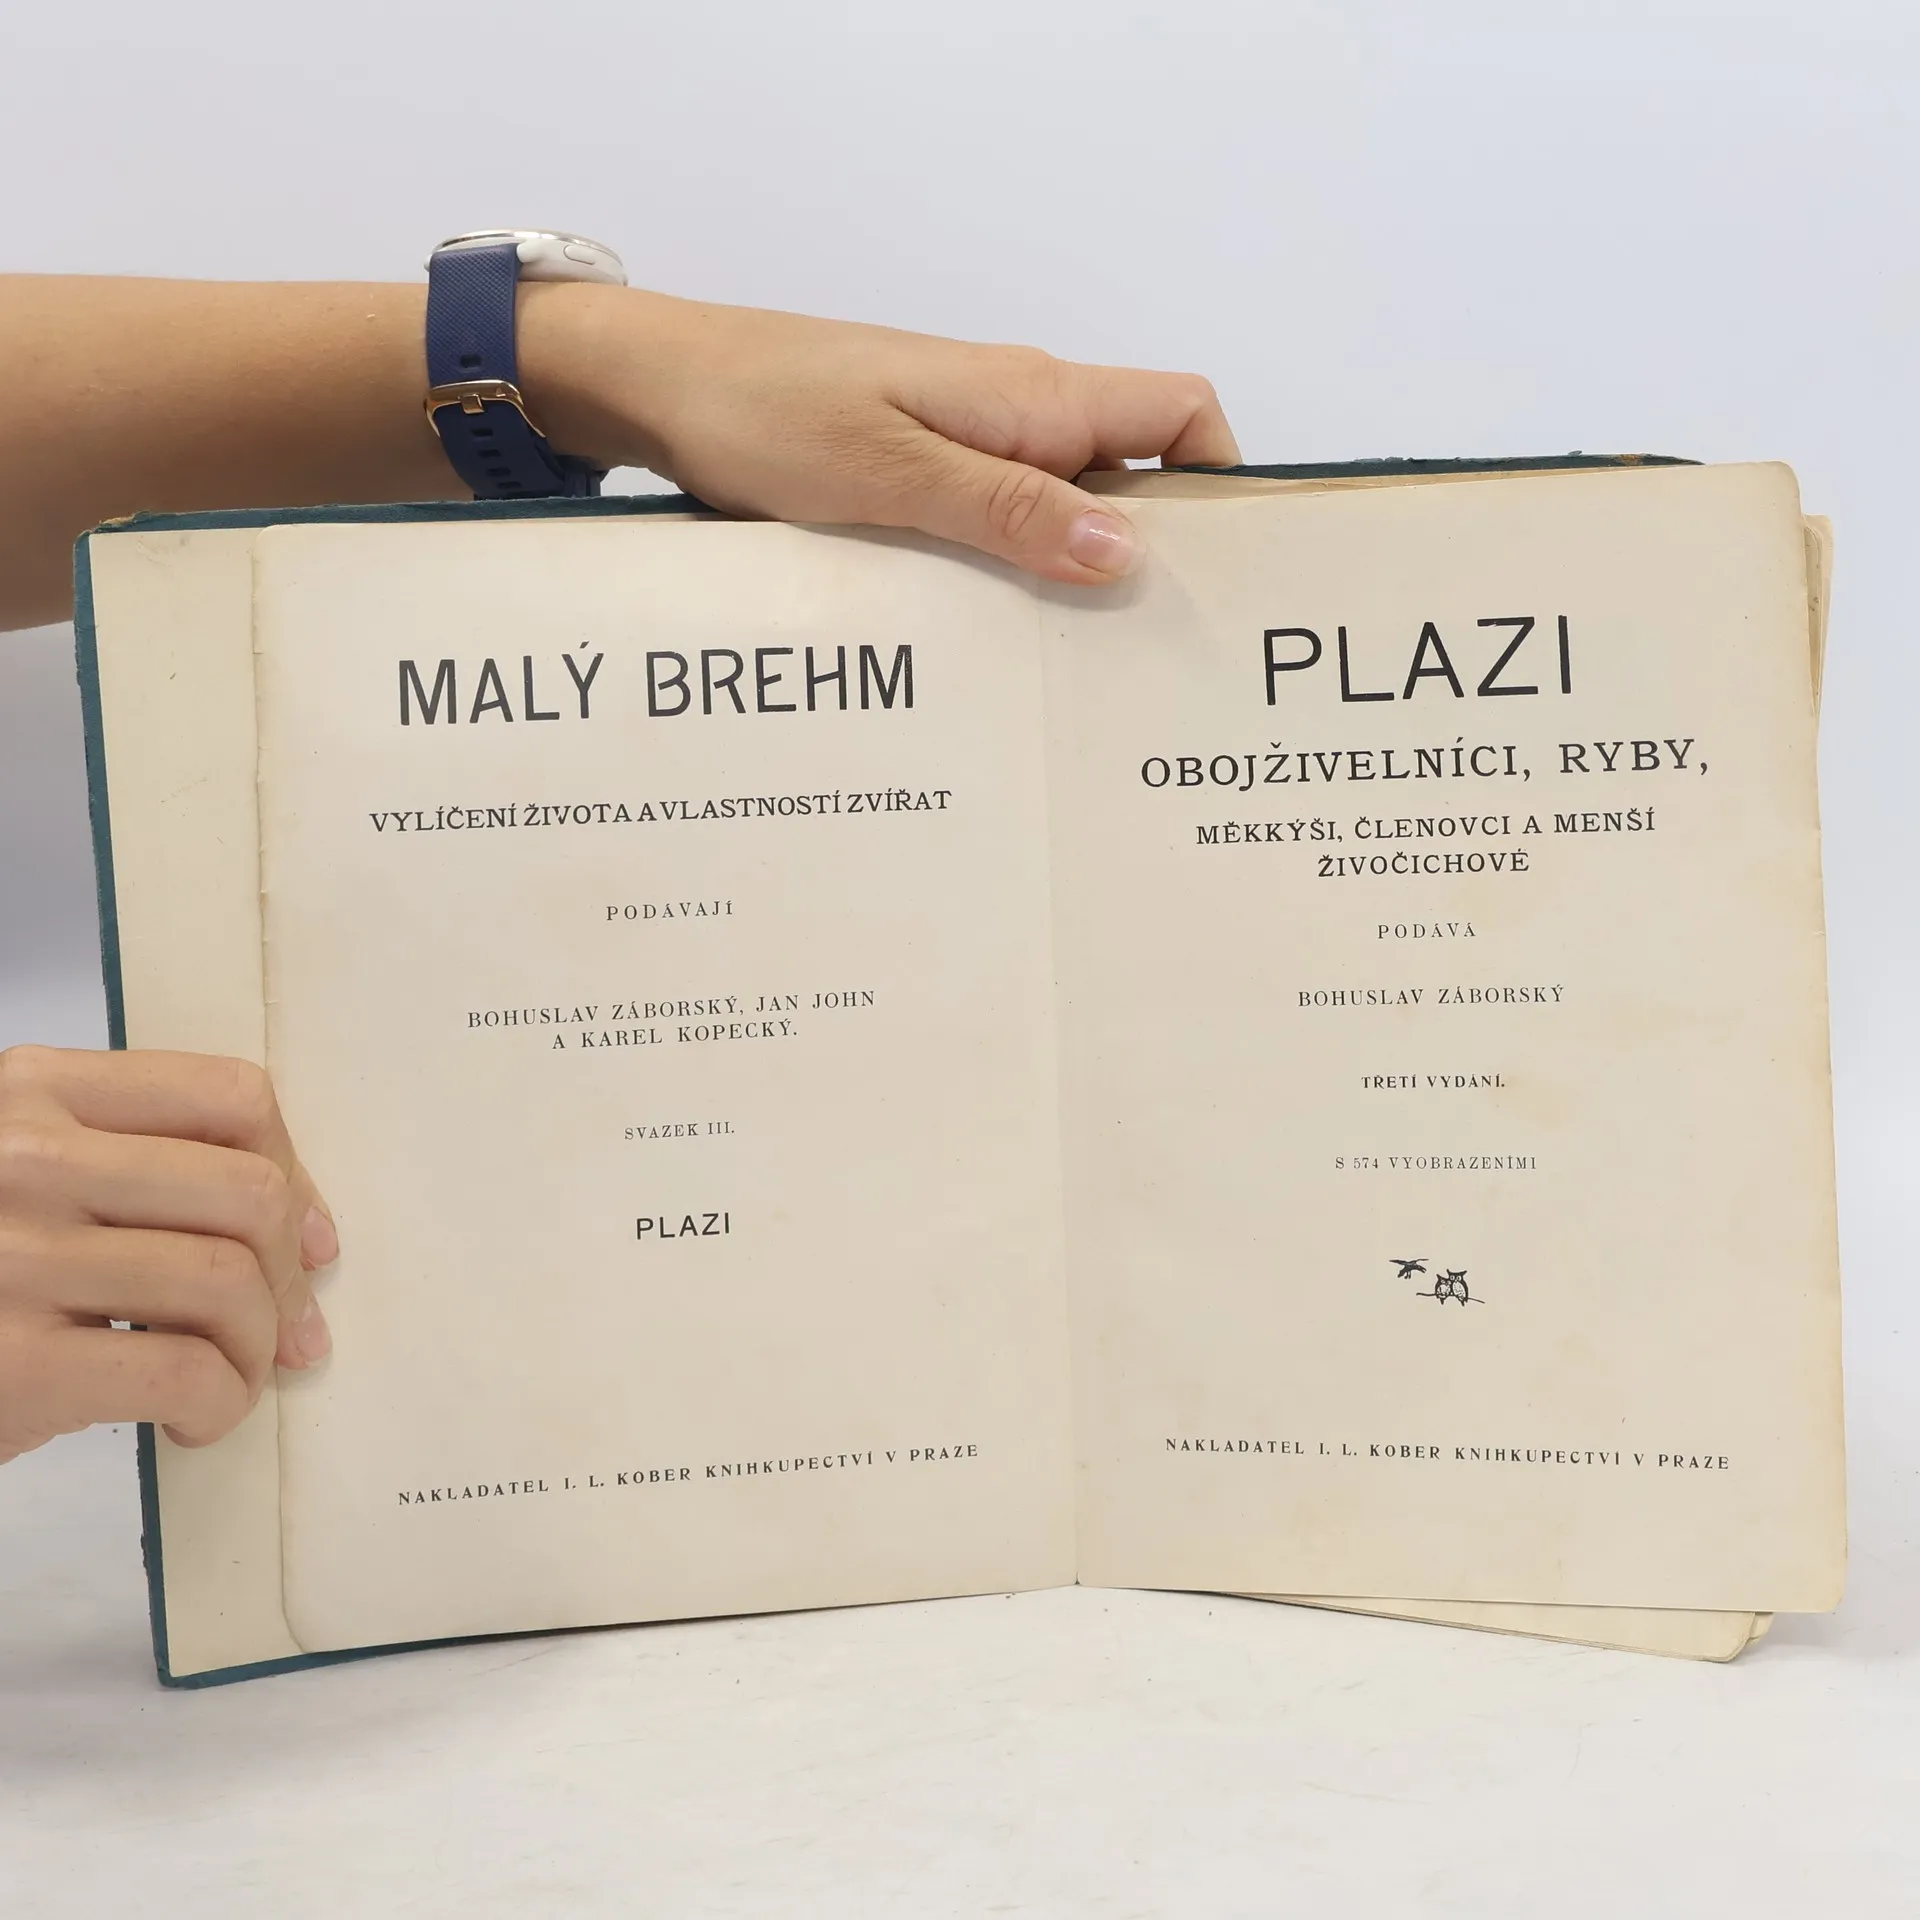 MALÝ BREHM
VYLÍČENÍ ŽIVOTA A VLASTNOSTÍ ZVÍŘAT
PODÁVAJÍ
BOHUSLAV ZÁBORSKÝ, JAN JOHN
A KAREL KOPECKÝ.
SVAZEK III.
PLAZI
NAKLADATEL I. L. KOBER KNIHKUPECTVÍ V PRAZE
PLAZI
OBOJŽIVELNÍCI, RYBY,
MĚKKÝŠI, ČLENOVCI A MENŠÍ
ŽIVOČICHOVÉ
PODÁVÁ
BOHUSLAV ZÁBORSKÝ
TŘETÍ VYDÁNÍ.
S 574 VYOBRAZENÍMI
NAKLADATEL I. L. KOBER KNIHKUPECTVÍ V PRAZE